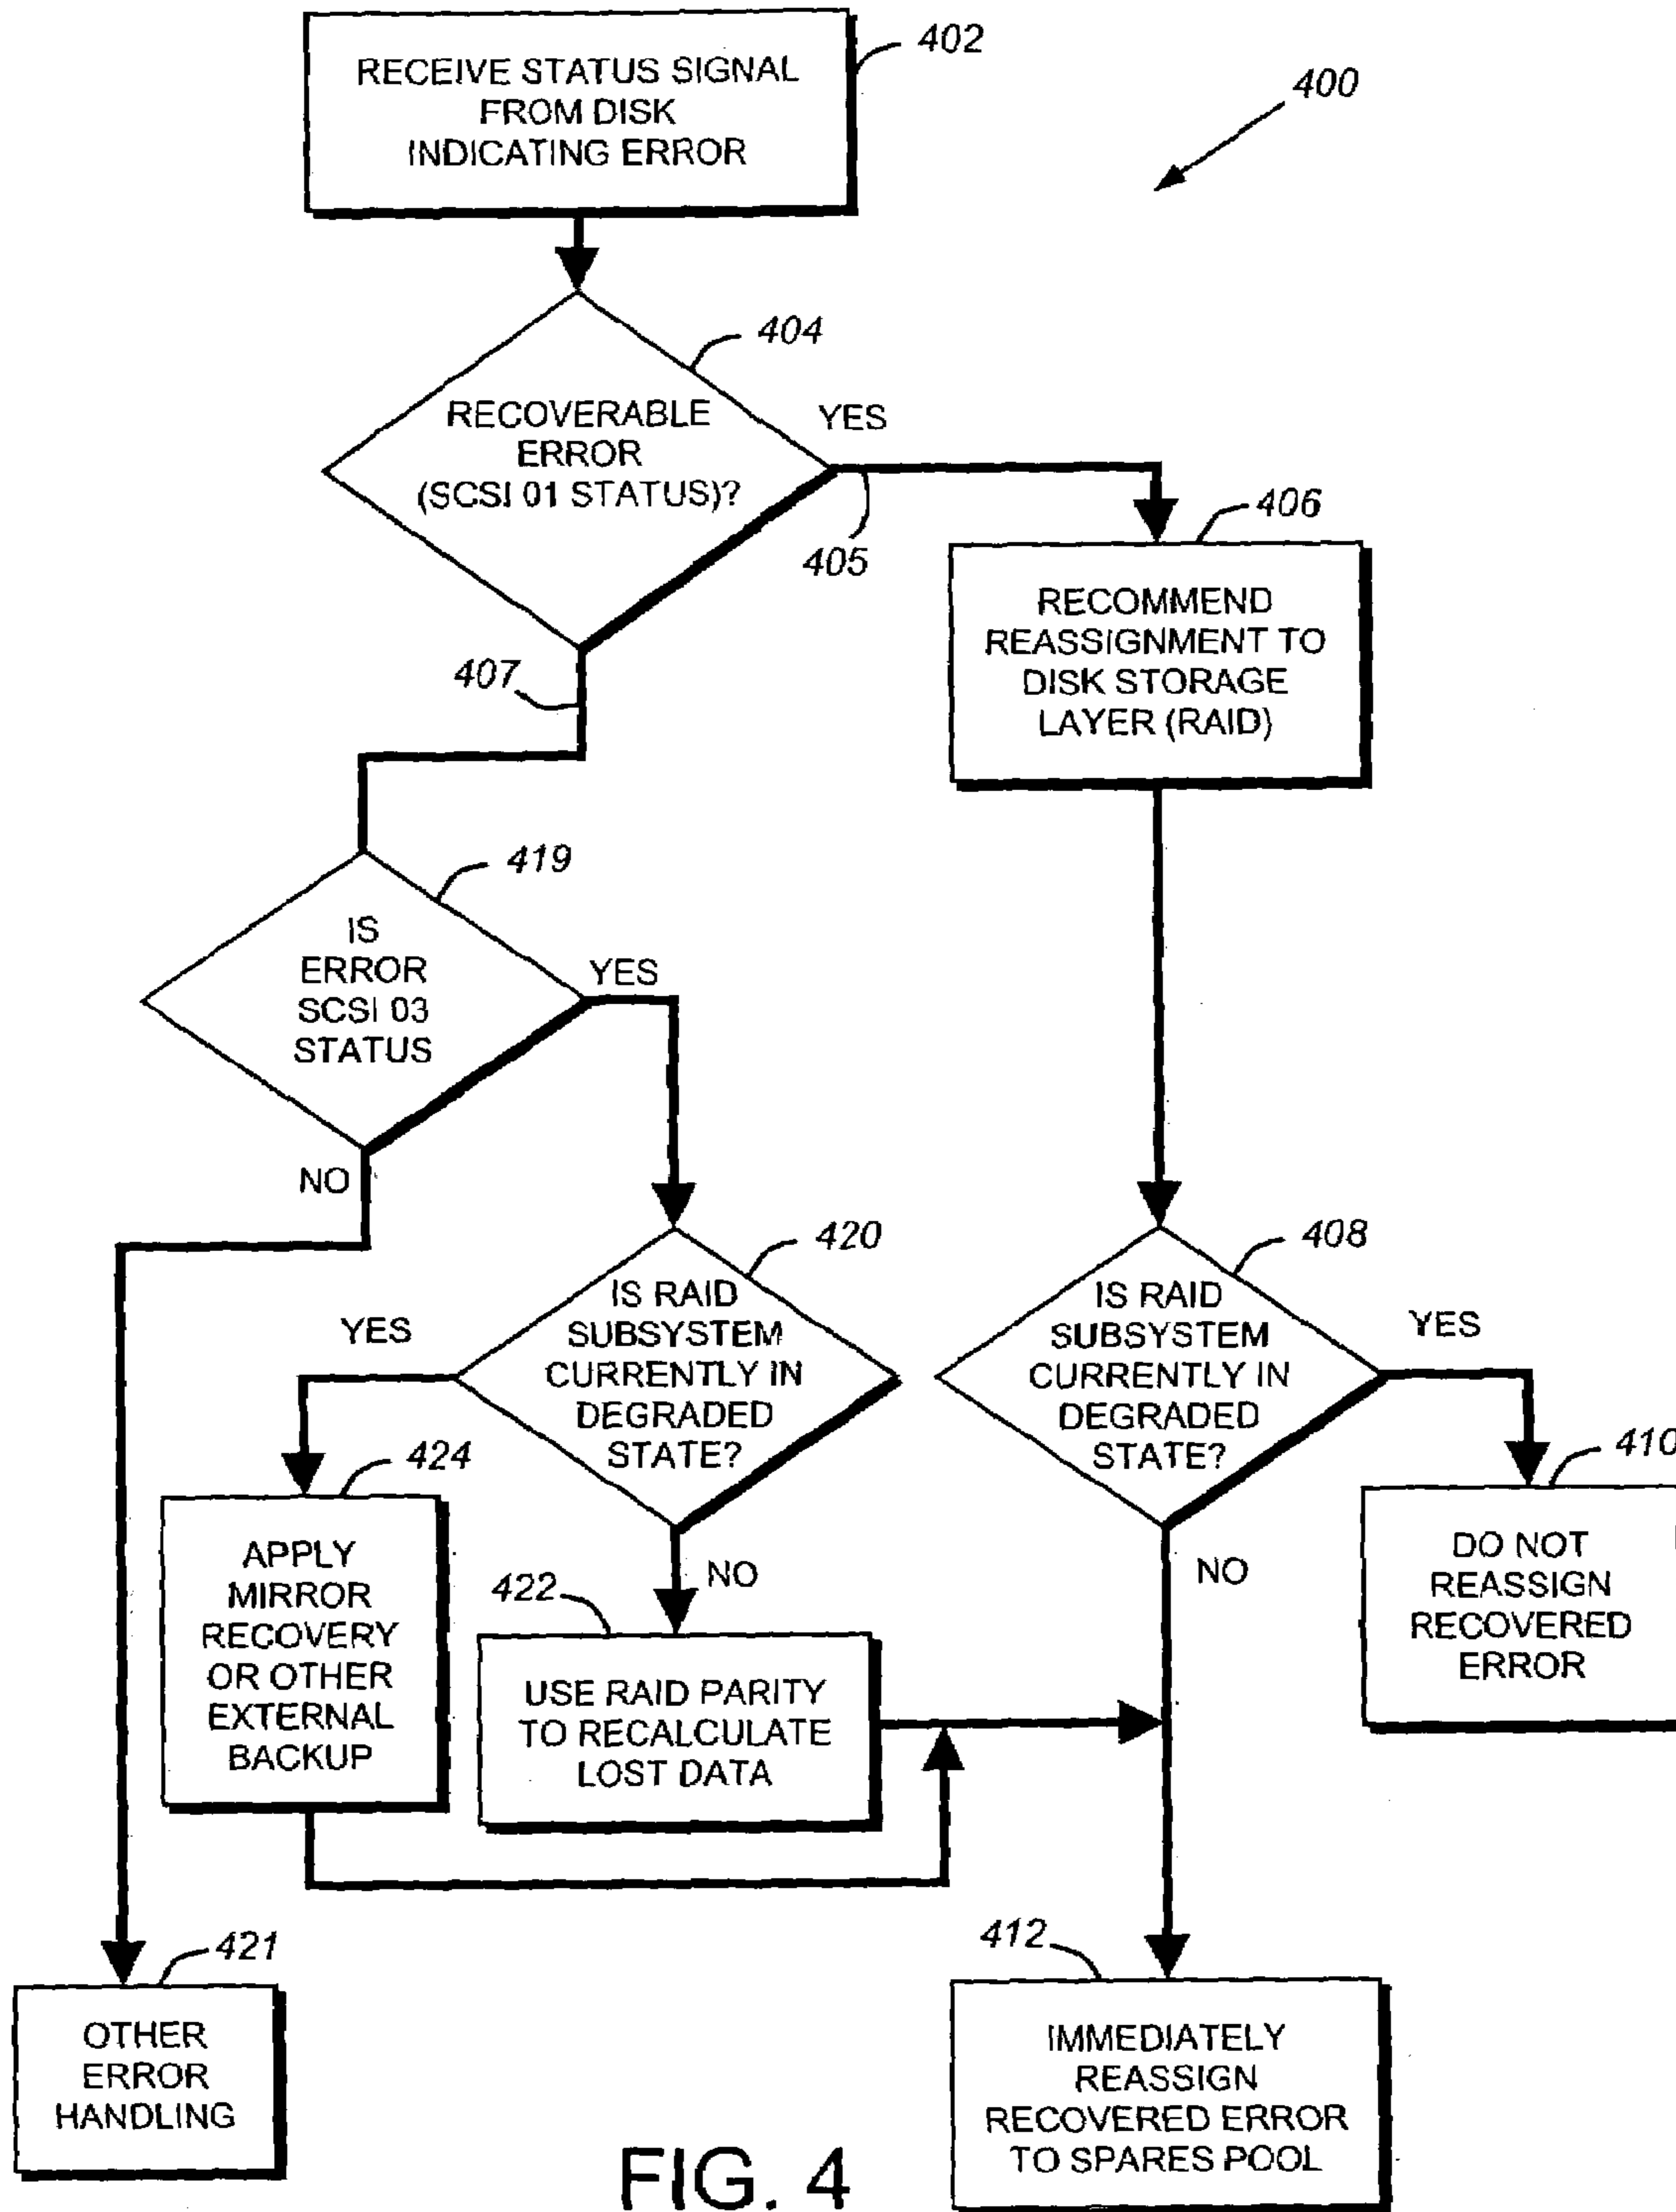 RECEIVE STATUS SIGNAL
FROM DISK
INDICATING ERROR
402
400
404
RECOVERABLE
ERROR
(SCSI 01 STATUS)?
YES
405
407
406
RECOMMEND
REASSIGNMENT TO
DISK STORAGE
LAYER (RAID)
419
IS
ERROR
SCSI 03
STATUS
YES
NO
420
IS RAID
SUBSYSTEM
CURRENTLY IN
DEGRADED
STATE?
YES
NO
408
IS RAID
SUBSYSTEM
CURRENTLY IN
DEGRADED
STATE?
YES
NO
410
DO NOT
REASSIGN
RECOVERED
ERROR
424
APPLY
MIRROR
RECOVERY
OR OTHER
EXTERNAL
BACKUP
422
USE RAID PARITY
TO RECALCULATE
LOST DATA
421
OTHER
ERROR
HANDLING
412
IMMEDIATELY
REASSIGN
RECOVERED ERROR
TO SPARES POOL
FIG. 4